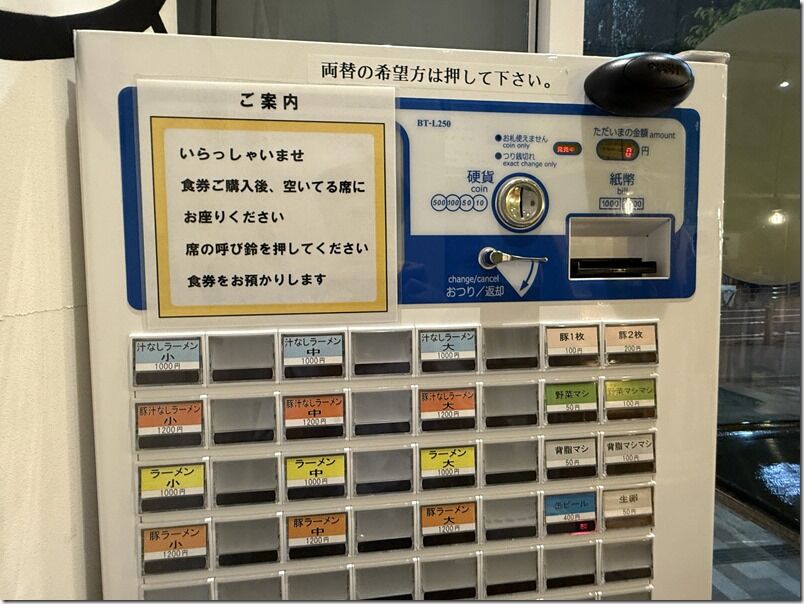 両替の希望方は押して下さい。
ご案内
いらっしゃいませ
食券ご購入後、空いてる席に
お座りください
席の呼び鈴を押してください
食券をお預かりします
BT-L250
●お札使えません
coin only
●つり銭切れ
exact change only
発売中
ただいまの金額 amount
0 円
硬貨
coin
500 100 50 10
紙幣
bill
1000
change/cancel
おつり／返却
汁なしラーメン
小
1000円
汁なしラーメン
中
1000円
汁なしラーメン
大
1000円
豚1枚
100円
豚2枚
200円
豚汁なしラーメン
小
1200円
豚汁なしラーメン
中
1200円
豚汁なしラーメン
大
1200円
野菜マシ
50円
野菜マシマシ
100円
ラーメン
小
1000円
ラーメン
中
1000円
ラーメン
大
1000円
背脂マシ
50円
背脂マシマシ
100円
豚ラーメン
小
1200円
豚ラーメン
中
1200円
豚ラーメン
大
1200円
缶ビール
400円
生卵
50円